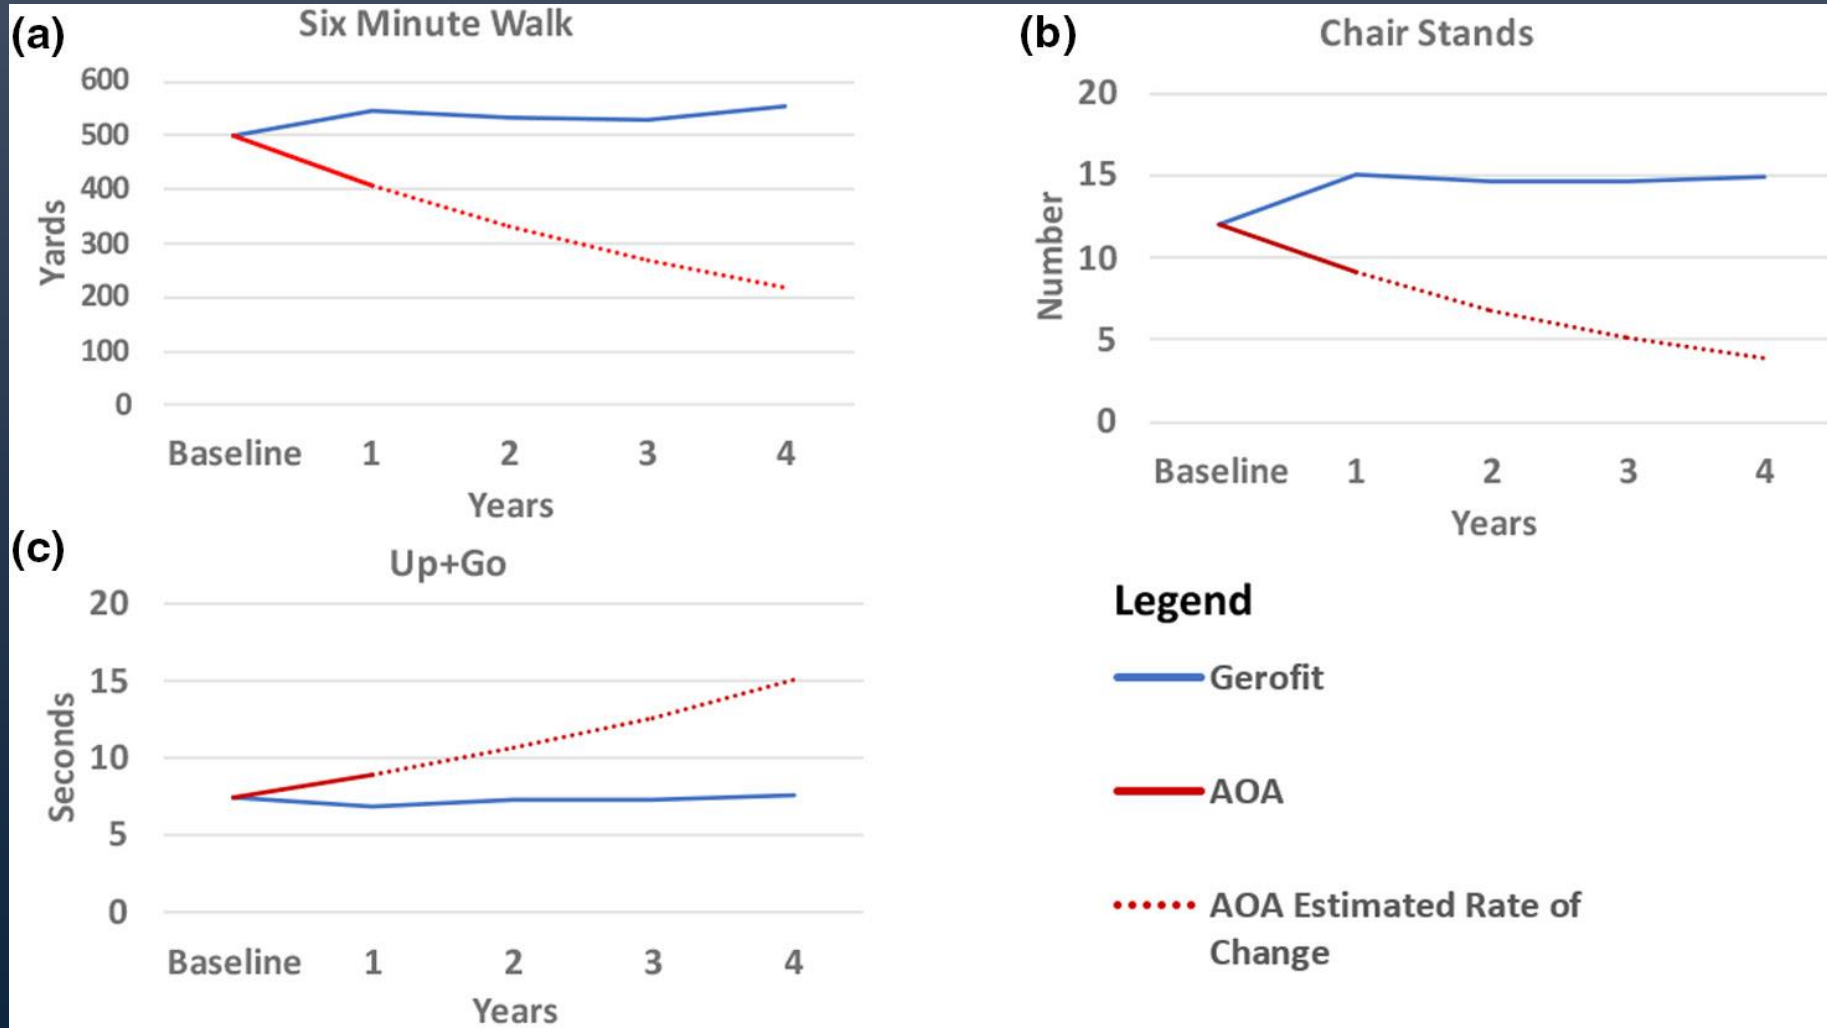 (a)
Six Minute Walk
600
500
400
300
200
100
0
Yards
Baseline 1 2 3 4
Years
(b)
Chair Stands
20
15
10
5
0
Number
Baseline 1 2 3 4
Years
(c)
Up+Go
20
15
10
5
0
Seconds
Baseline 1 2 3 4
Years
Legend
Gerofit
AOA
AOA Estimated Rate of
Change